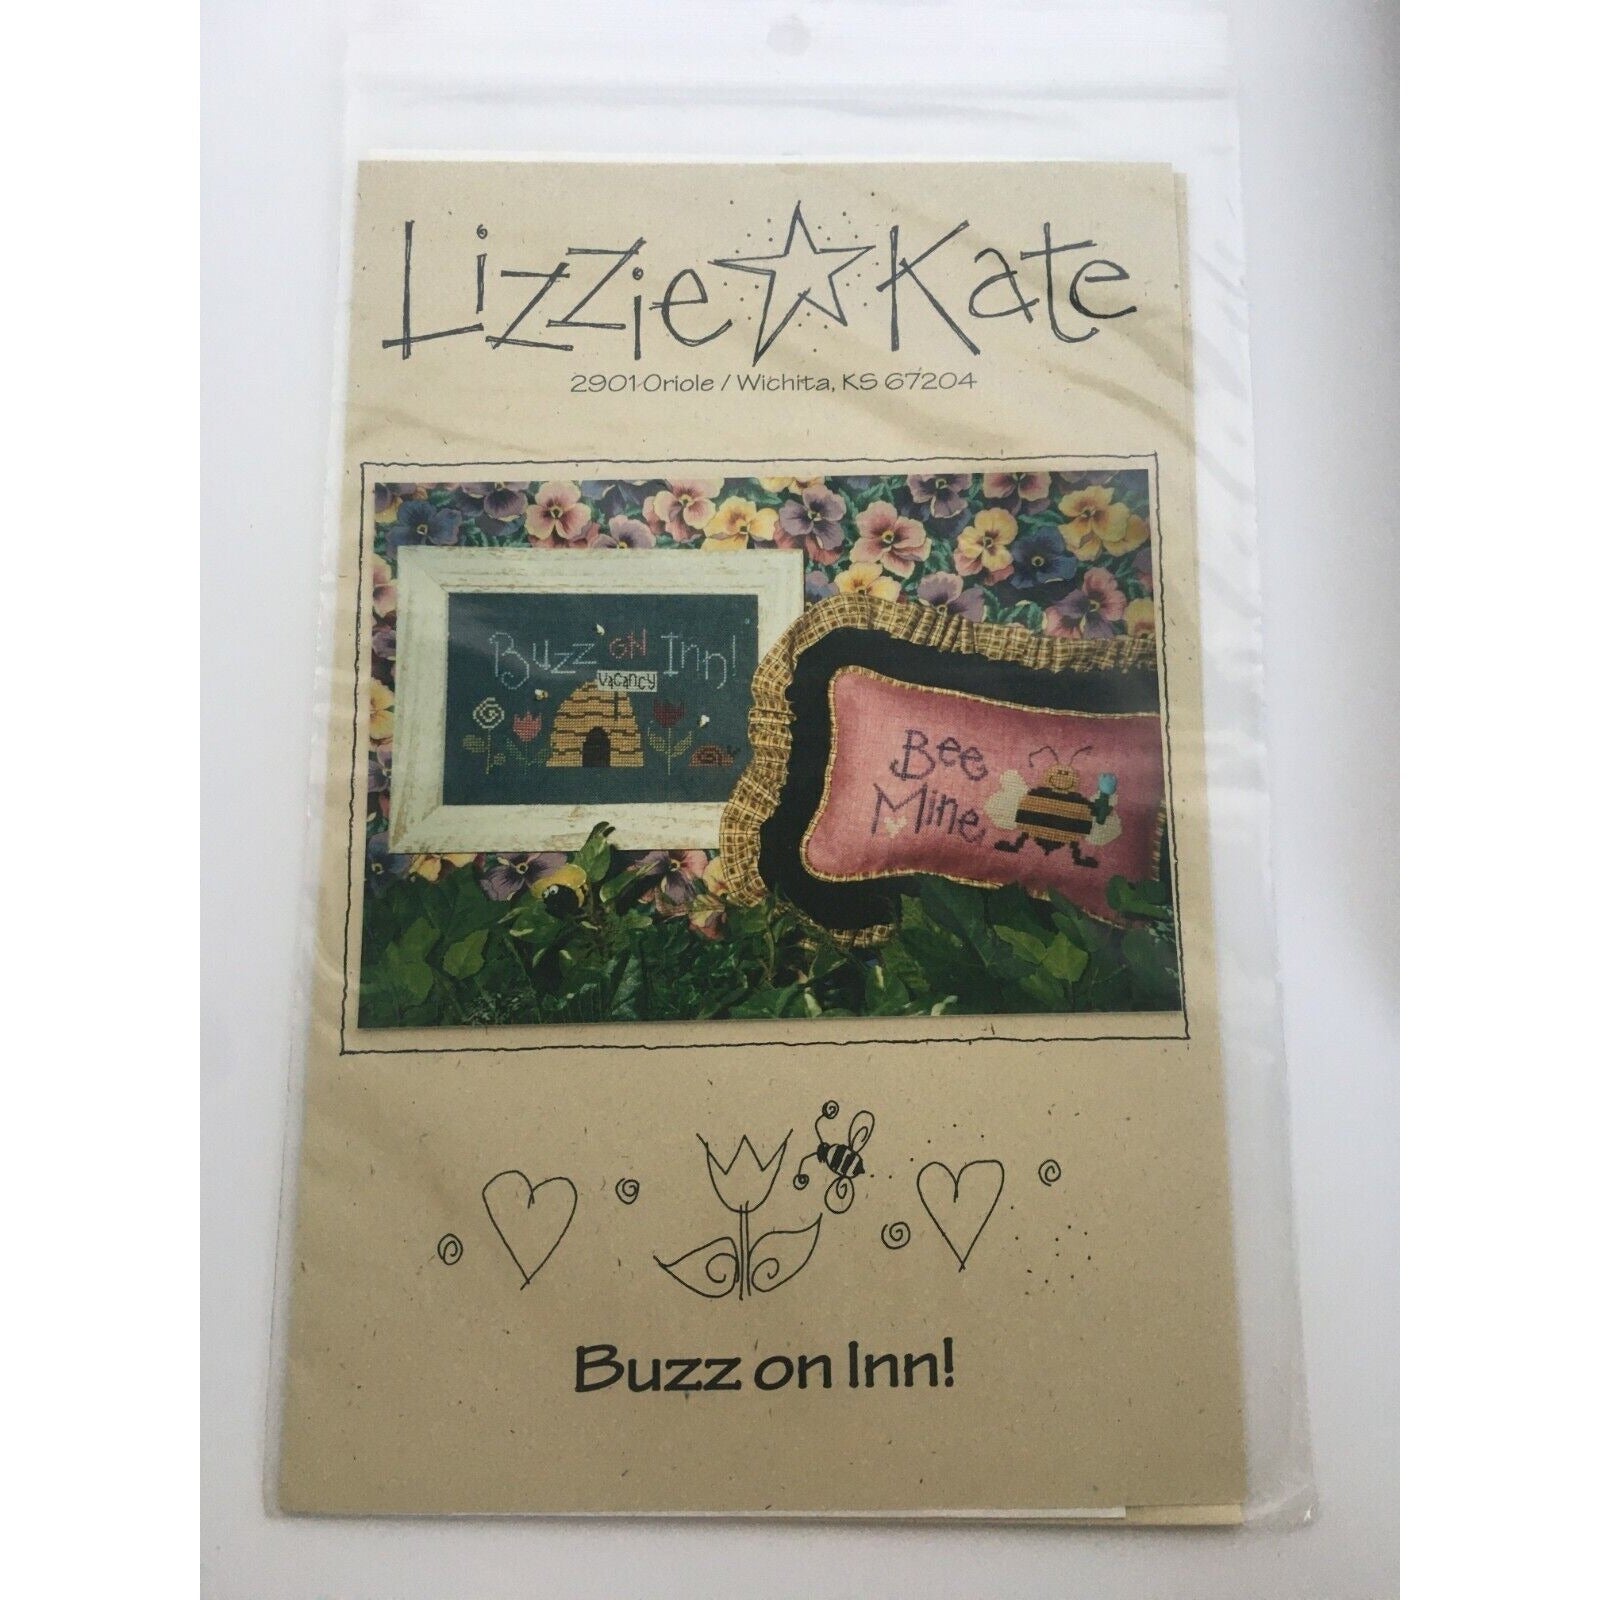 Lizzie Kate
2901 Oriole / Wichita, KS 67204
Buzz on Inn!
Vacancy
Bee
Mine
Buzz on Inn!